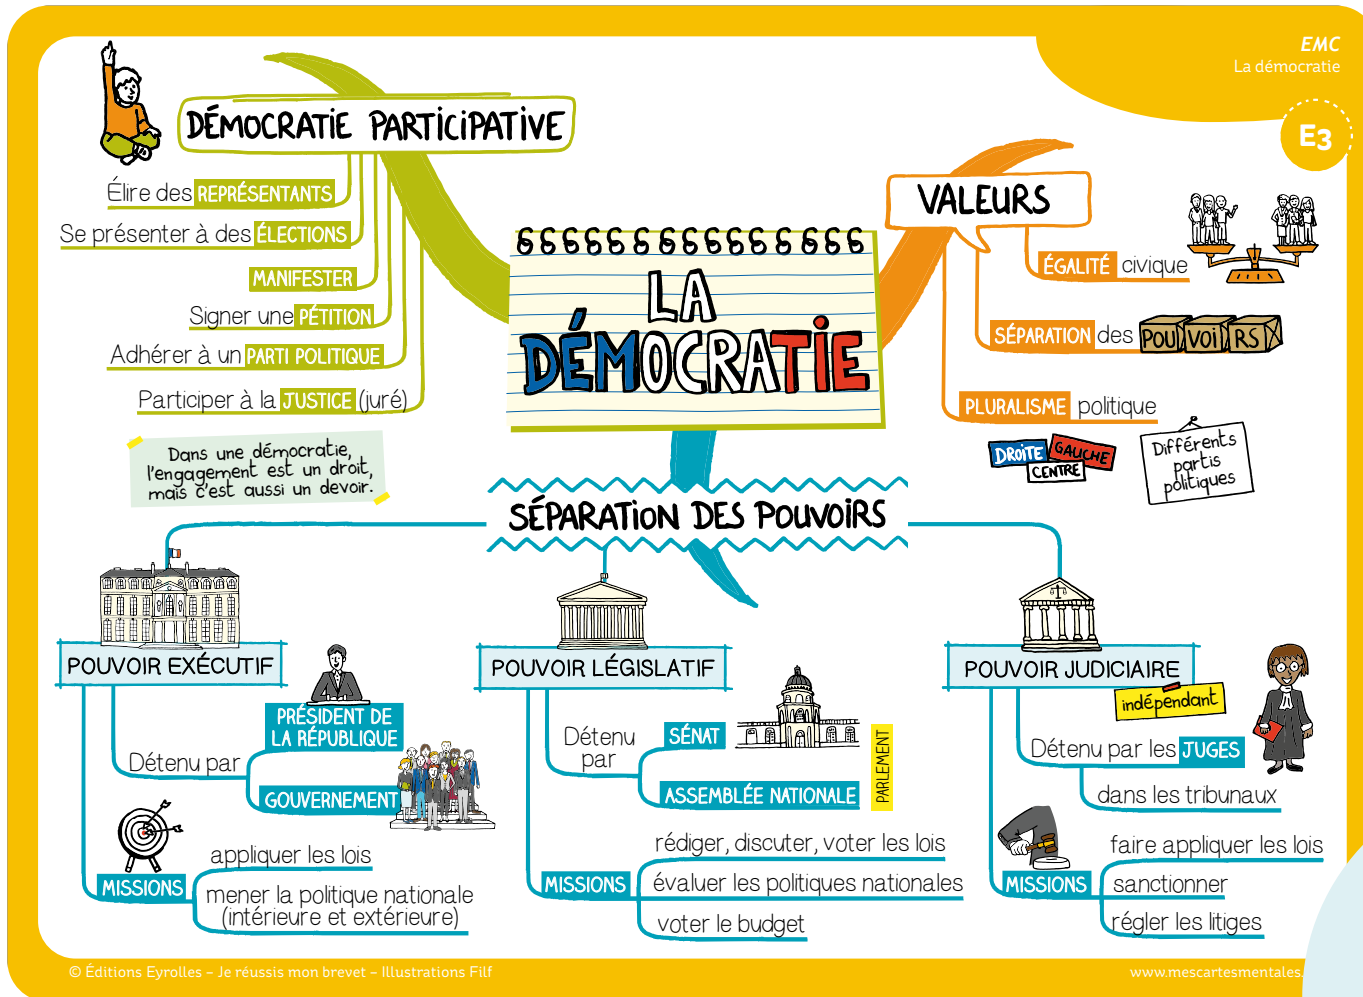 EMC
La démocratie
E3
DÉMOCRATIE PARTICIPATIVE
Élire des REPRÉSENTANTS
Se présenter à des ÉLECTIONS
MANIFESTER
Signer une PÉTITION
Adhérer à un PARTI POLITIQUE
Participer à la JUSTICE (juré)
Dans une démocratie,
l'engagement est un droit,
mais c'est aussi un devoir.
LA
DÉMOCRATIE
VALEURS
ÉGALITÉ civique
SÉPARATION des POUVOIRS
PLURALISME politique
DROITE GAUCHE
CENTRE
Différents
partis
politiques
SÉPARATION DES POUVOIRS
POUVOIR EXÉCUTIF
Détenu par
PRÉSIDENT DE
LA RÉPUBLIQUE
GOUVERNEMENT
MISSIONS
appliquer les lois
mener la politique nationale
(intérieure et extérieure)
POUVOIR LÉGISLATIF
Détenu
par
SÉNAT
ASSEMBLÉE NATIONALE
PARLEMENT
MISSIONS
rédiger, discuter, voter les lois
évaluer les politiques nationales
voter le budget
POUVOIR JUDICIAIRE
indépendant
Détenu par les JUGES
dans les tribunaux
MISSIONS
faire appliquer les lois
sanctionner
régler les litiges
© Éditions Eyrolles – Je réussis mon brevet – Illustrations Filf
www.mescartesmentales.